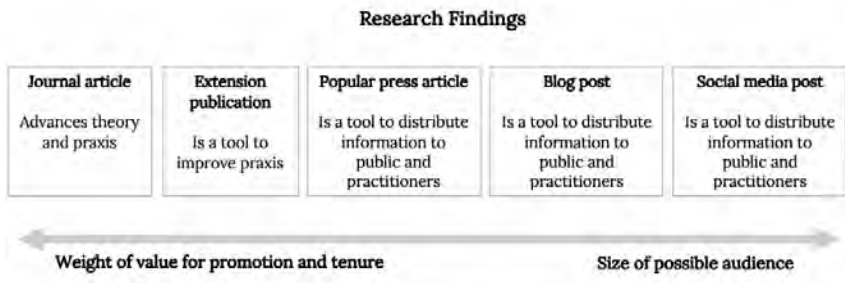 Research Findings
Journal article
Advances theory
and praxis
Extension
publication
Is a tool to
improve praxis
Popular press article
Is a tool to distribute
information to
public and
practitioners
Blog post
Is a tool to distribute
information to
public and
practitioners
Social media post
Is a tool to distribute
information to
public and
practitioners
Weight of value for promotion and tenure
Size of possible audience